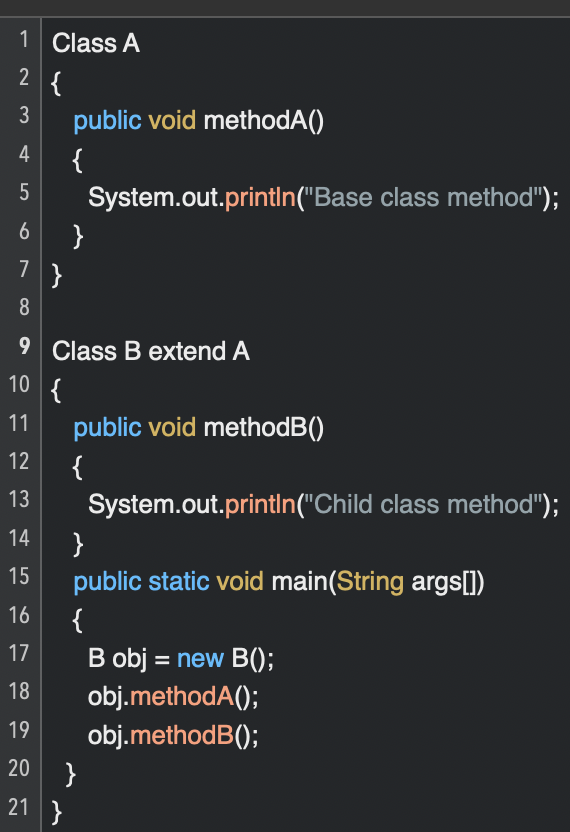 1 Class A
2 {
3 public void methodA()
4 {
5 System.out.println("Base class method");
6 }
7 }
8
9 Class B extend A
10 {
11 public void methodB()
12 {
13 System.out.println("Child class method");
14 }
15 public static void main(String args[])
16 {
17 B obj = new B();
18 obj.methodA();
19 obj.methodB();
20 }
21 }